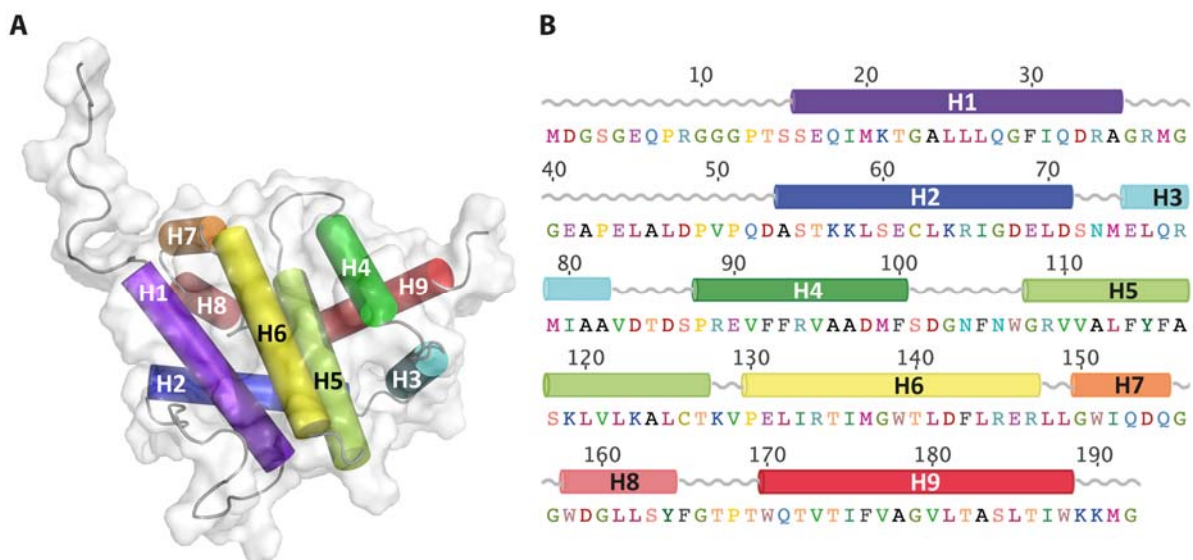 A
H7
H4
H1
H8
H9
H6
H2
H5
H3
B
10 20 30
H1
MDGSGEQPRGGGPTSSEQIMKTGALLLQGFIQDRAGRMG
40 50 60 70
H2 H3
GEAPELALDPVPQDASTKKLSECLKRIGDELDSNMELQR
80 90 100 110
H4 H5
MIAAVDTDSPREVFFRVAADMFSDGNFNWGRVVALFYFA
120 130 140 150
H6 H7
SKLVLKALCTKVPELIRTIMGWTLDFLRERLLGWIQDQG
160 170 180 190
H8 H9
GWDGLLSYFGTPTWQTVTIFVAGVLTASLTIWKKMG